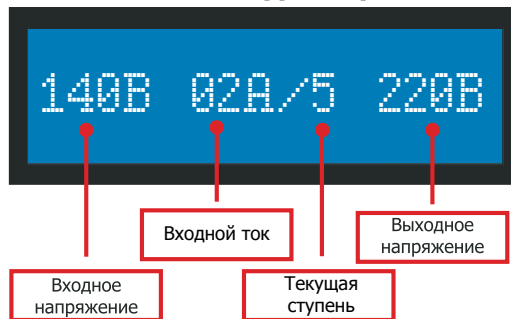 140В 02А/5 220В
Входной ток
Выходное
напряжение
Входное
напряжение
Текущая
ступень